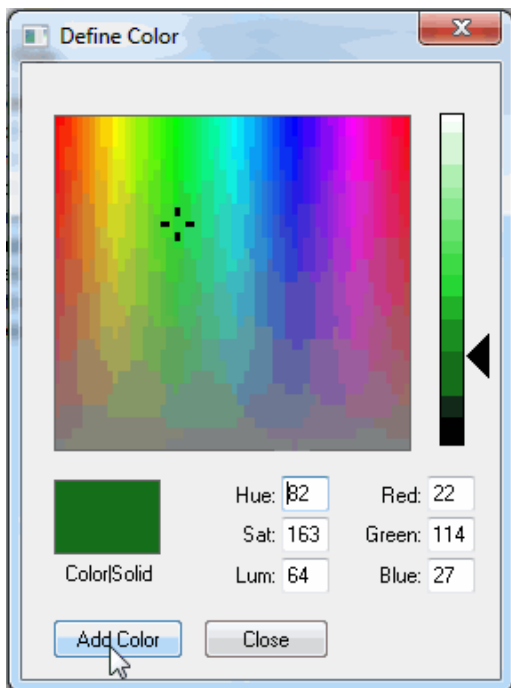 Define Color
Hue: 82 Red: 22
Sat: 163 Green: 114
Color|Solid Lum: 64 Blue: 27
Add Color Close